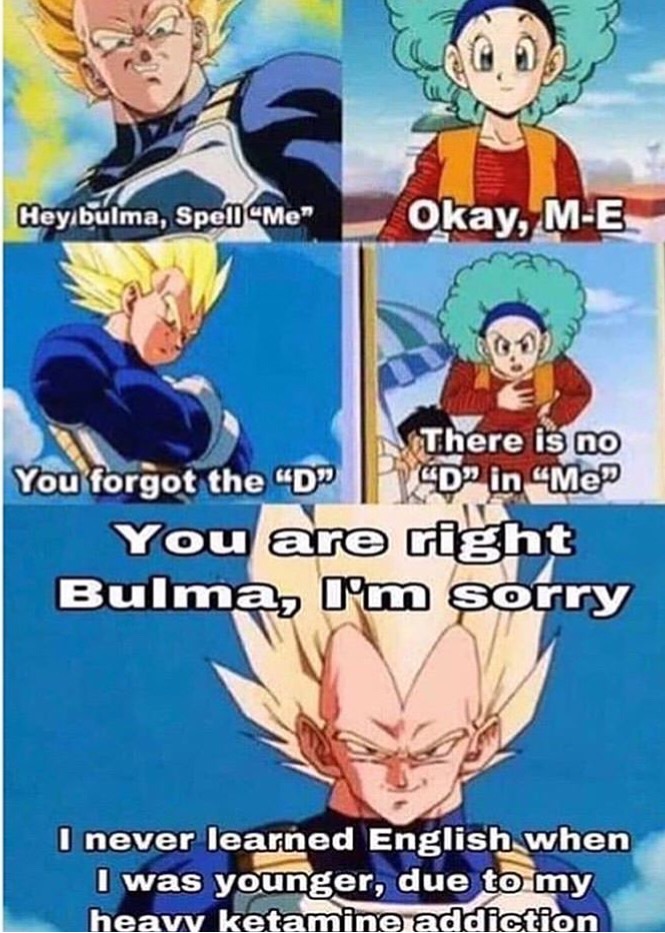 Hey bulma, Spell “Me”
Okay, M-E
You forgot the “D”
There is no
“D” in “Me”
You are right
Bulma, I'm sorry
I never learned English when
I was younger, due to my
heavy ketamine addiction